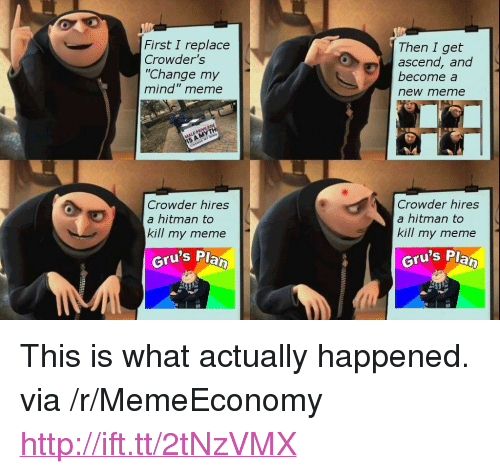 First I replace
Crowder's
"Change my
mind" meme
MALE PRIVILEGE
IS A MYTH
Then I get
ascend, and
become a
new meme
Crowder hires
a hitman to
kill my meme
Gru's Plan
Crowder hires
a hitman to
kill my meme
Gru's Plan
This is what actually happened.
via /r/MemeEconomy
http://ift.tt/2tNzVMX